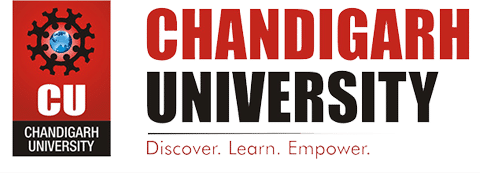 CU
CHANDIGARH
UNIVERSITY
CHANDIGARH
UNIVERSITY
Discover. Learn. Empower.